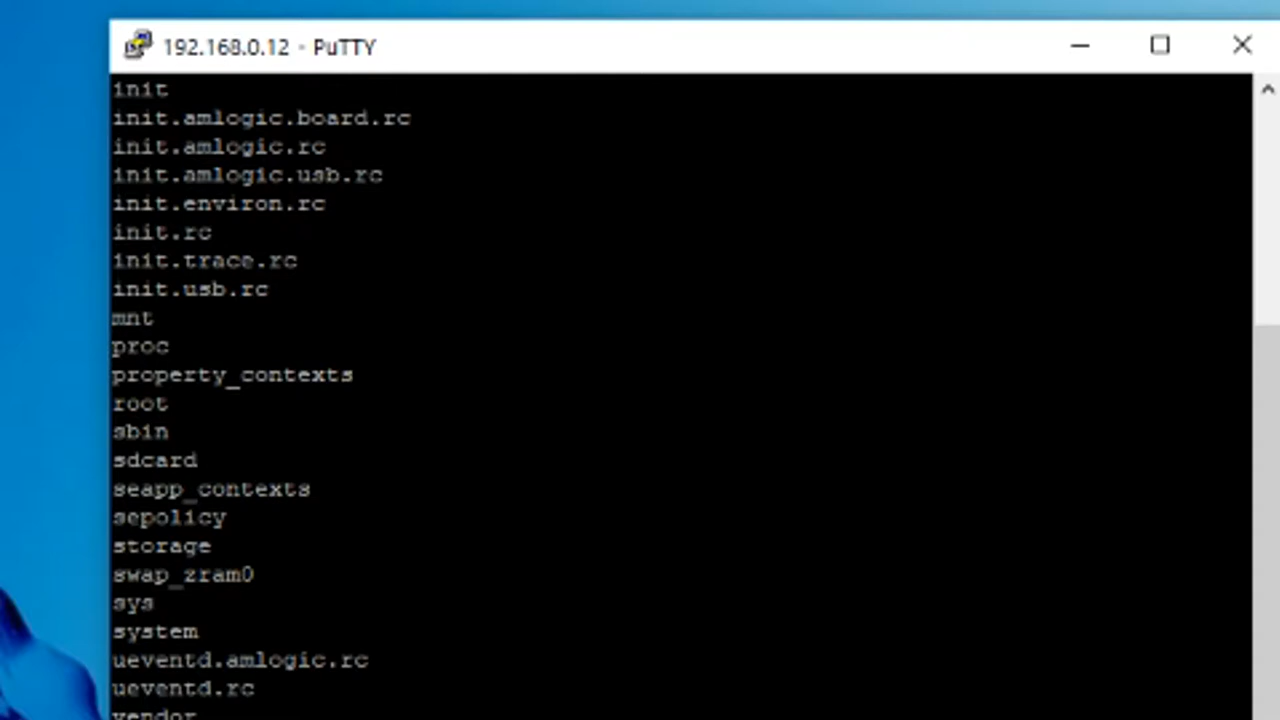 192.168.0.12 - PuTTY
init
init.amlogic.board.rc
init.amlogic.rc
init.amlogic.usb.rc
init.environ.rc
init.rc
init.trace.rc
init.usb.rc
mnt
proc
property_contexts
root
sbin
sdcard
seapp_contexts
sepolicy
storage
swap_zram0
sys
system
ueventd.amlogic.rc
ueventd.rc
vendor